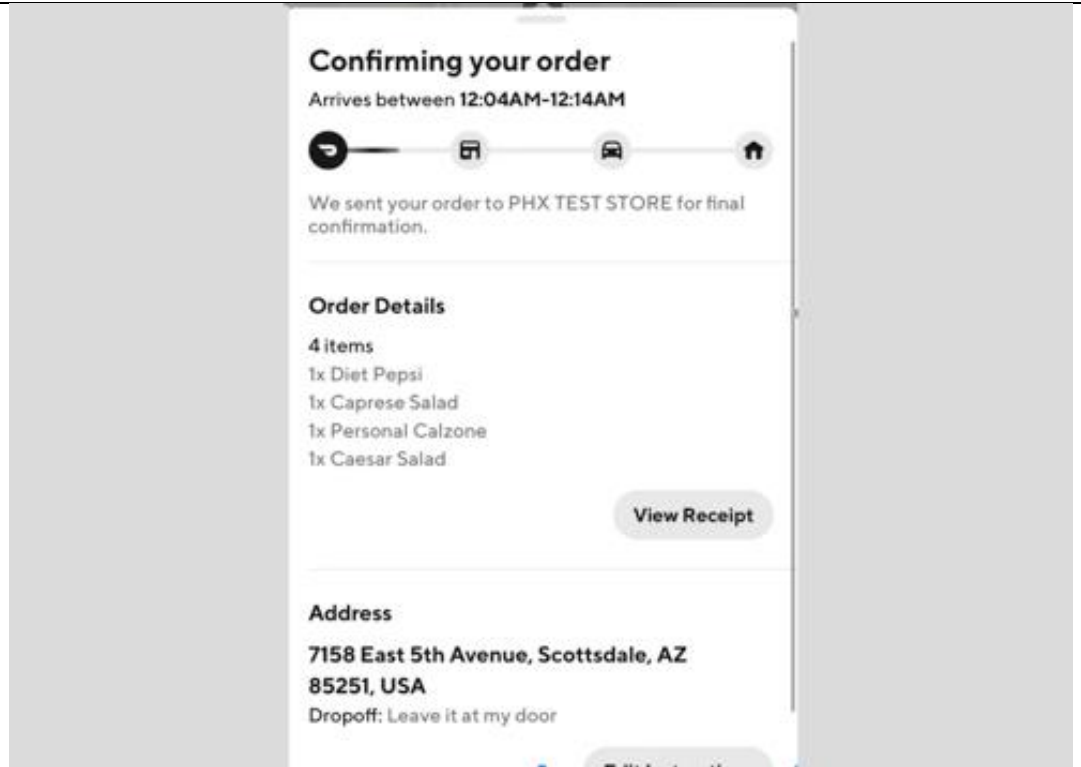 Confirming your order
Arrives between 12:04AM-12:14AM
We sent your order to PHX TEST STORE for final
confirmation.
Order Details
4 items
1x Diet Pepsi
1x Caprese Salad
1x Personal Calzone
1x Caesar Salad
View Receipt
Address
7158 East 5th Avenue, Scottsdale, AZ
85251, USA
Dropoff: Leave it at my door